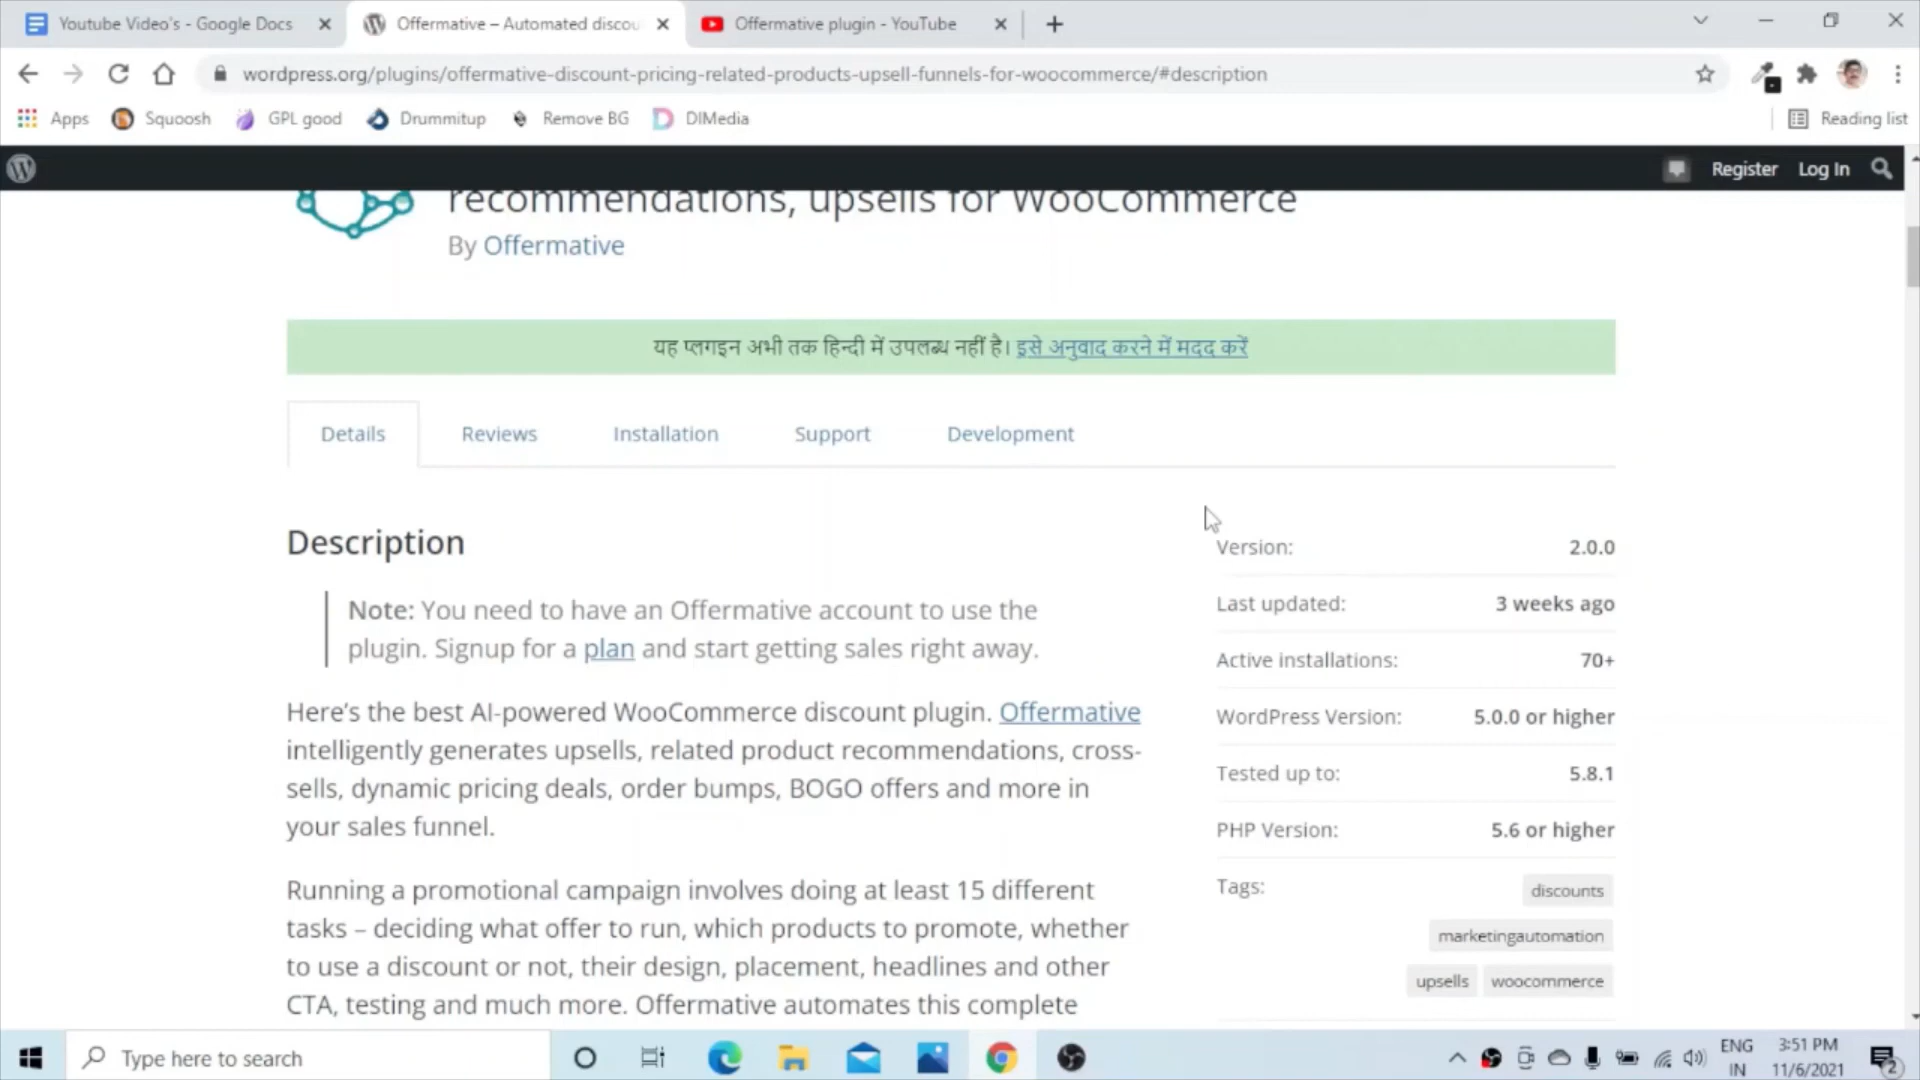 Youtube Video's - Google Docs
Offermative – Automated discou
Offermative plugin - YouTube
wordpress.org/plugins/offermative-discount-pricing-related-products-upsell-funnels-for-woocommerce/#description
Apps
Squoosh
GPL good
Drummitup
Remove BG
DIMedia
Reading list
Register
Log In
recommendations, upsells for WooCommerce
By Offermative
यह प्लगइन अभी तक हिन्दी में उपलब्ध नहीं है। इसे अनुवाद करने में मदद करें
Details
Reviews
Installation
Support
Development
Description
Note: You need to have an Offermative account to use the
plugin. Signup for a plan and start getting sales right away.
Here's the best AI-powered WooCommerce discount plugin. Offermative
intelligently generates upsells, related product recommendations, cross-
sells, dynamic pricing deals, order bumps, BOGO offers and more in
your sales funnel.
Running a promotional campaign involves doing at least 15 different
tasks – deciding what offer to run, which products to promote, whether
to use a discount or not, their design, placement, headlines and other
CTA, testing and much more. Offermative automates this complete
Version: 2.0.0
Last updated: 3 weeks ago
Active installations: 70+
WordPress Version: 5.0.0 or higher
Tested up to: 5.8.1
PHP Version: 5.6 or higher
Tags: discounts
marketingautomation
upsells woocommerce
Type here to search
ENG
IN
3:51 PM
11/6/2021
2